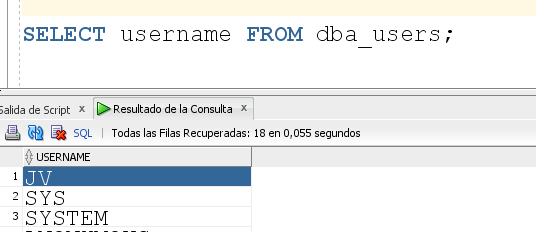 SELECT username FROM dba_users;
Salida de Script x Resultado de la Consulta x
SQL | Todas las Filas Recuperadas: 18 en 0,055 segundos
USERNAME
1 JV
2 SYS
3 SYSTEM